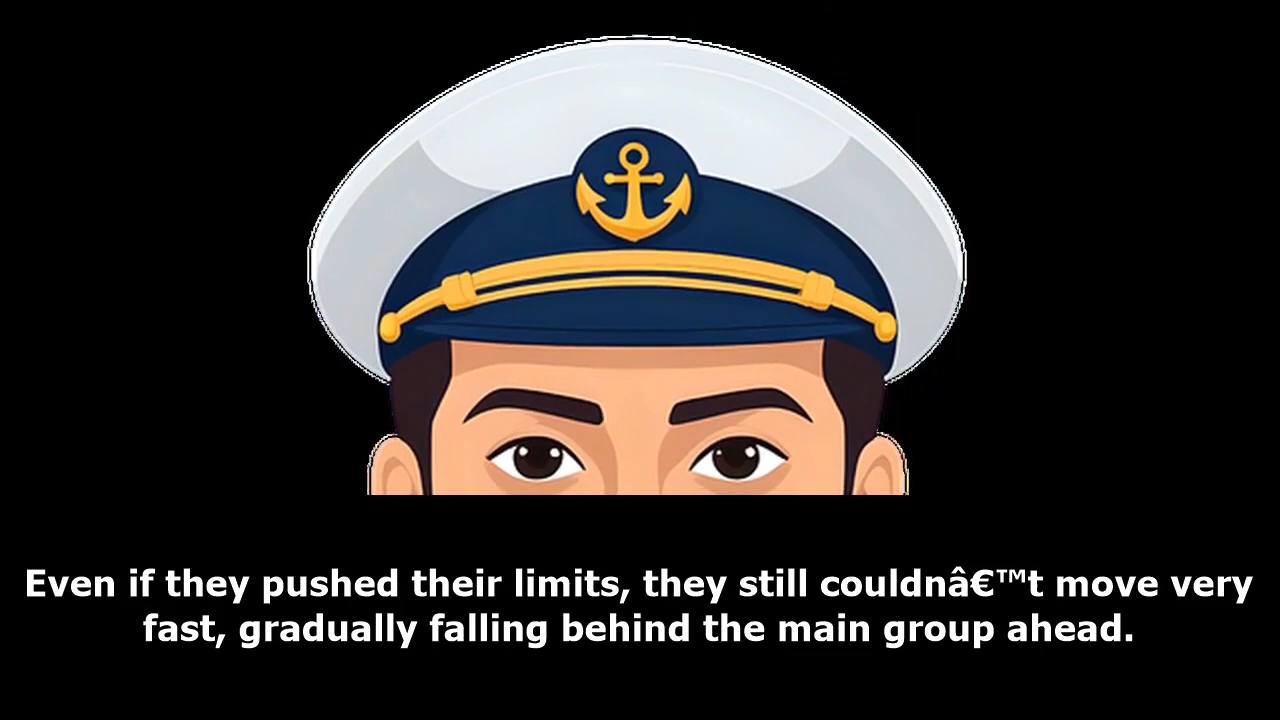 Even if they pushed their limits, they still couldnâ€™t move very
fast, gradually falling behind the main group ahead.